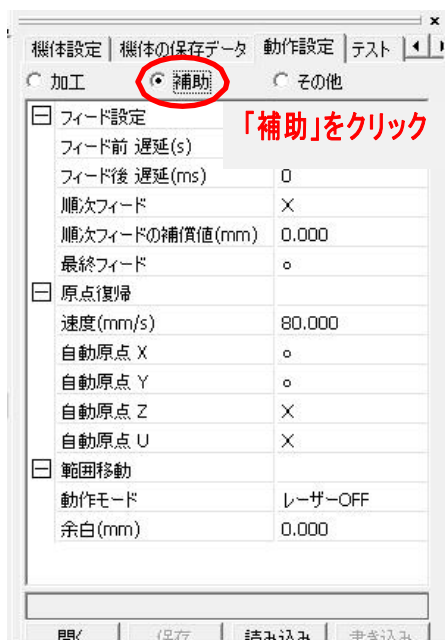 機体設定 機体の保存データ 動作設定 テスト
加工 補助 その他
フィード設定
「補助」をクリック
フィード前 遅延(s)
フィード後 遅延(ms) 0
順次フィード ×
順次フィードの補償値(mm) 0.000
最終フィード o
原点復帰
速度(mm/s) 80.000
自動原点 X o
自動原点 Y o
自動原点 Z ×
自動原点 U ×
範囲移動
動作モード レーザーOFF
余白(mm) 0.000
開く 保存 読み込み 書き込み